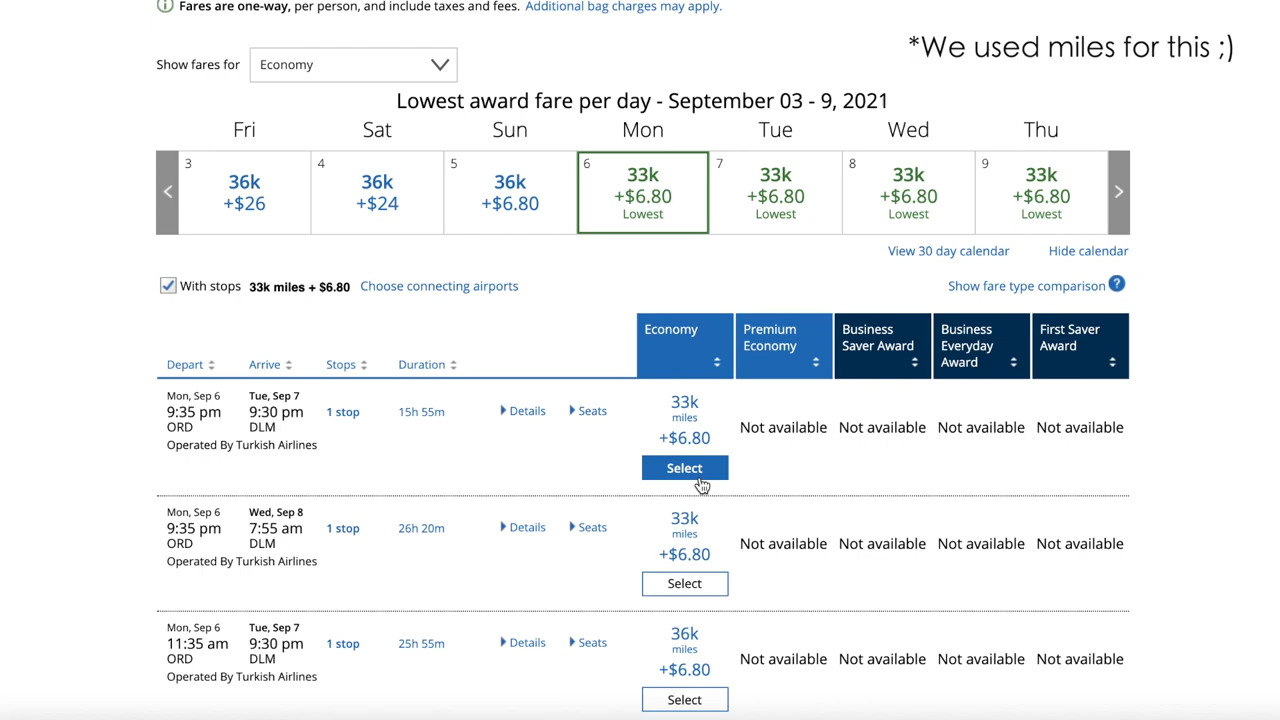 Fares are one-way, per person, and include taxes and fees. Additional bag charges may apply.
*We used miles for this ;)
Show fares for Economy
Lowest award fare per day - September 03 - 9, 2021
Fri Sat Sun Mon Tue Wed Thu
3 4 5 6 7 8 9
36k 36k 36k 33k 33k 33k 33k
+$26 +$24 +$6.80 +$6.80 +$6.80 +$6.80 +$6.80
Lowest Lowest Lowest Lowest
View 30 day calendar Hide calendar
With stops 33k miles + $6.80 Choose connecting airports Show fare type comparison ?
Depart Arrive Stops Duration Economy Premium Economy Business Saver Award Business Everyday Award First Saver Award
Mon, Sep 6 Tue, Sep 7 33k
9:35 pm 9:30 pm 1 stop 15h 55m Details Seats miles
ORD DLM +$6.80 Not available Not available Not available Not available
Operated By Turkish Airlines
Select
Mon, Sep 6 Wed, Sep 8 33k
9:35 pm 7:55 am 1 stop 26h 20m Details Seats miles
ORD DLM +$6.80 Not available Not available Not available Not available
Operated By Turkish Airlines
Select
Mon, Sep 6 Tue, Sep 7 36k
11:35 am 9:30 pm 1 stop 25h 55m Details Seats miles
ORD DLM +$6.80 Not available Not available Not available Not available
Operated By Turkish Airlines
Select